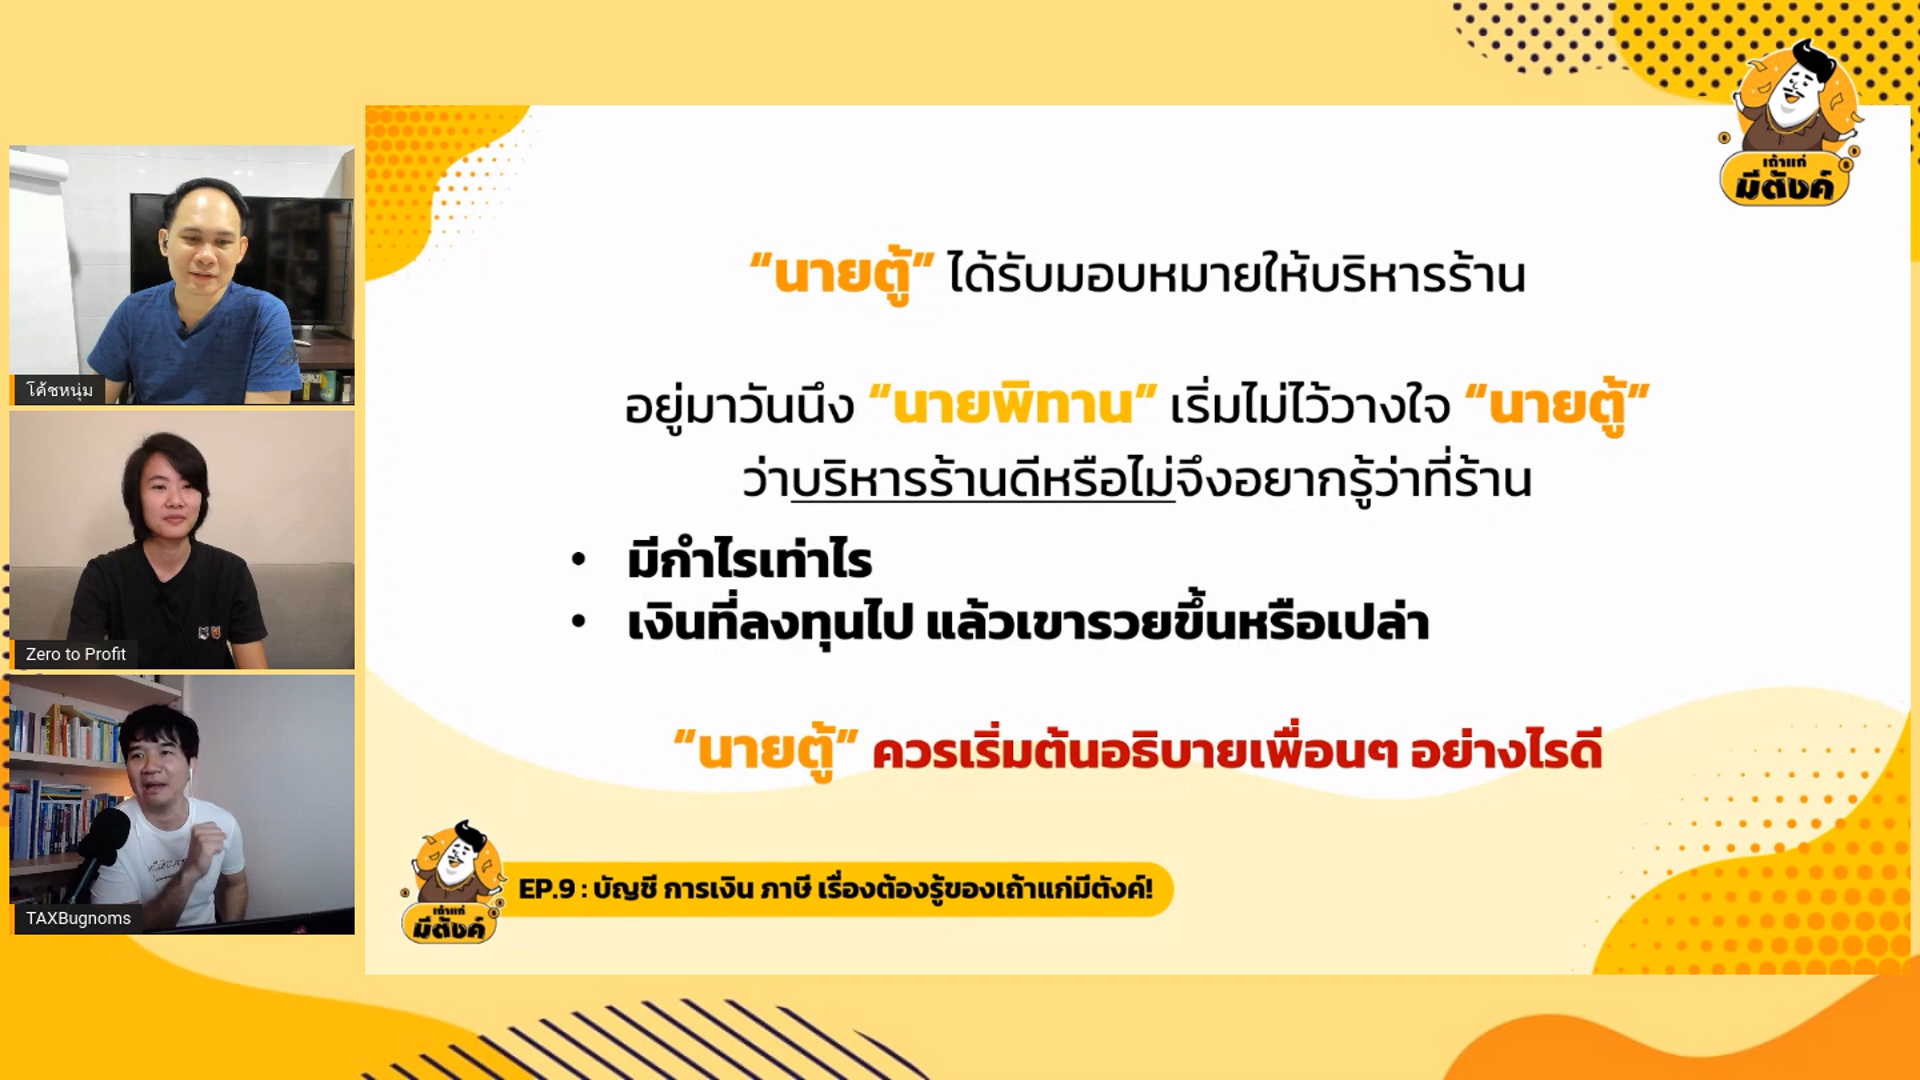 เถ้าแก่
มีตังค์
“นายตู้” ได้รับมอบหมายให้บริหารร้าน
อยู่มาวันนึง “นายพิทาน” เริ่มไม่ไว้วางใจ “นายตู้”
ว่าบริหารร้านดีหรือไม่จึงอยากรู้ว่าที่ร้าน
• มีกำไรเท่าไร
• เงินที่ลงทุนไป แล้วเขารวยขึ้นหรือเปล่า
“นายตู้” ควรเริ่มต้นอธิบายเพื่อนๆ อย่างไรดี
เถ้าแก่
มีตังค์
EP.9 : บัญชี การเงิน ภาษี เรื่องต้องรู้ของเถ้าแก่มีตังค์!
โค้ชหนุ่ม
Zero to Profit
TAXBugnoms